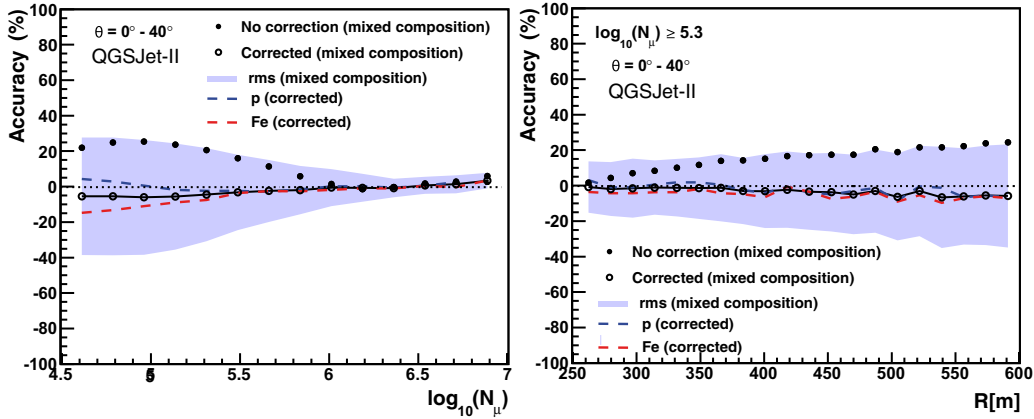 Accuracy (%)
100
80
60
40
20
0
-20
-40
-60
-80
-100
θ = 0° - 40°
QGSJet-II
No correction (mixed composition)
Corrected (mixed composition)
rms (mixed composition)
p (corrected)
Fe (corrected)
4.5 5 5 5.5 6 6.5 7
log10(Nμ)
Accuracy (%)
100
80
60
40
20
0
-20
-40
-60
-80
-100
log10(Nμ) ≥ 5.3
θ = 0° - 40°
QGSJet-II
No correction (mixed composition)
Corrected (mixed composition)
rms (mixed composition)
p (corrected)
Fe (corrected)
250 300 350 400 450 500 550 600
R[m]